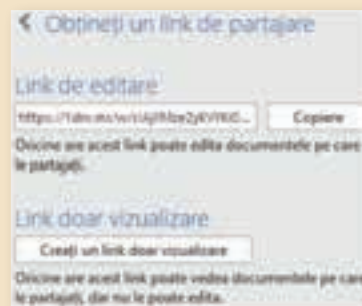 Obțineți un link de partajare
Link de editare
Copiere
Oricine are acest link poate edita documentele pe care
le partajați.
Link doar vizualizare
Creați un link doar vizualizare
Oricine are acest link poate vedea documentele pe care
le partajați, dar nu le poate edita.